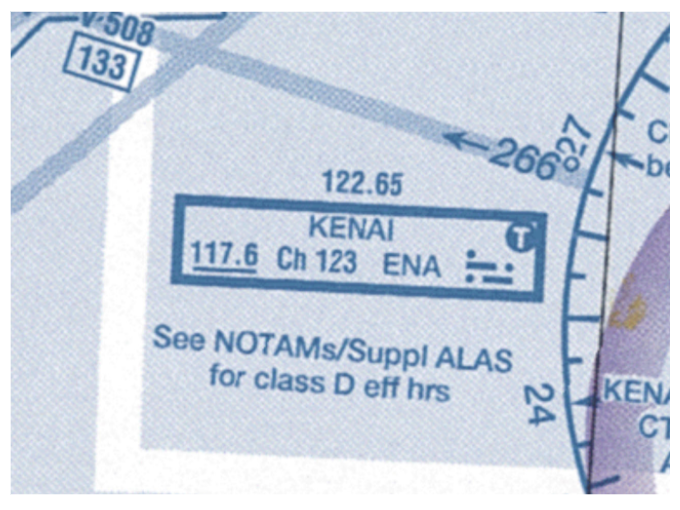 V-508
133
266°
27
122.65
KENAI
T
117.6 Ch 123 ENA
See NOTAMs/Suppl ALAS
for class D eff hrs
24
C
be
KENA
CT
A